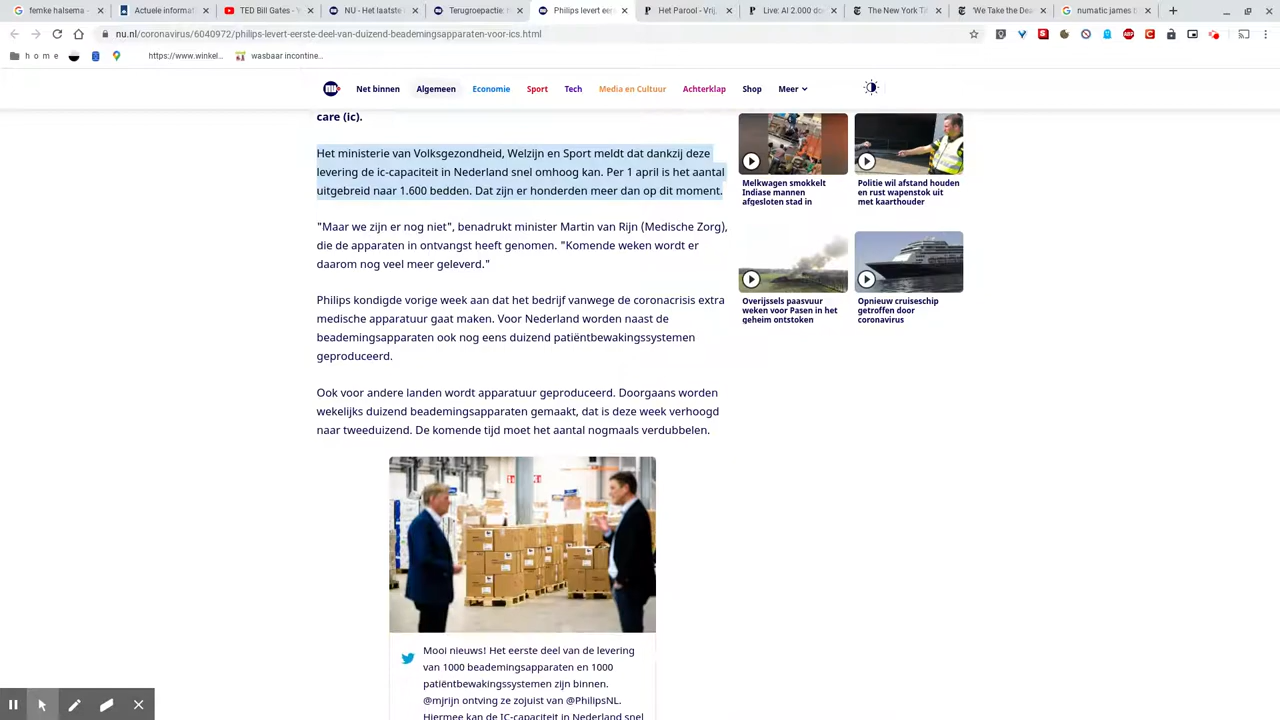 femke halsema -
Actuele informat
TED Bill Gates - Y
NU - Het laatste
Terugroepactie: h
Philips levert eer
Het Parool - Vrij,
Live: Al 2.000 do
The New York Ti
'We Take the Dea
numatic james t
nu.nl/coronavirus/6040972/philips-levert-eerste-deel-van-duizend-beademingsapparaten-voor-ics.html
h o m e
https://www.winkel...
wasbaar incontine...
Net binnen
Algemeen
Economie
Sport
Tech
Media en Cultuur
Achterklap
Shop
Meer
care (ic).
Het ministerie van Volksgezondheid, Welzijn en Sport meldt dat dankzij deze
levering de ic-capaciteit in Nederland snel omhoog kan. Per 1 april is het aantal
uitgebreid naar 1.600 bedden. Dat zijn er honderden meer dan op dit moment.
"Maar we zijn er nog niet", benadrukt minister Martin van Rijn (Medische Zorg),
die de apparaten in ontvangst heeft genomen. "Komende weken wordt er
daarom nog veel meer geleverd."
Philips kondigde vorige week aan dat het bedrijf vanwege de coronacrisis extra
medische apparatuur gaat maken. Voor Nederland worden naast de
beademingsapparaten ook nog eens duizend patiëntbewakingssystemen
geproduceerd.
Ook voor andere landen wordt apparatuur geproduceerd. Doorgaans worden
wekelijks duizend beademingsapparaten gemaakt, dat is deze week verhoogd
naar tweeduizend. De komende tijd moet het aantal nogmaals verdubbelen.
Mooi nieuws! Het eerste deel van de levering
van 1000 beademingsapparaten en 1000
patiëntbewakingssystemen zijn binnen.
@mjrijn ontving ze zojuist van @PhilipsNL.
Hiermee kan de IC-capaciteit in Nederland snel
Melkwagen smokkelt
Indiase mannen
afgesloten stad in
Politie wil afstand houden
en rust wapenstok uit
met kaarthouder
Overijssels paasvuur
weken voor Pasen in het
geheim ontstoken
Opnieuw cruiseschip
getroffen door
coronavirus